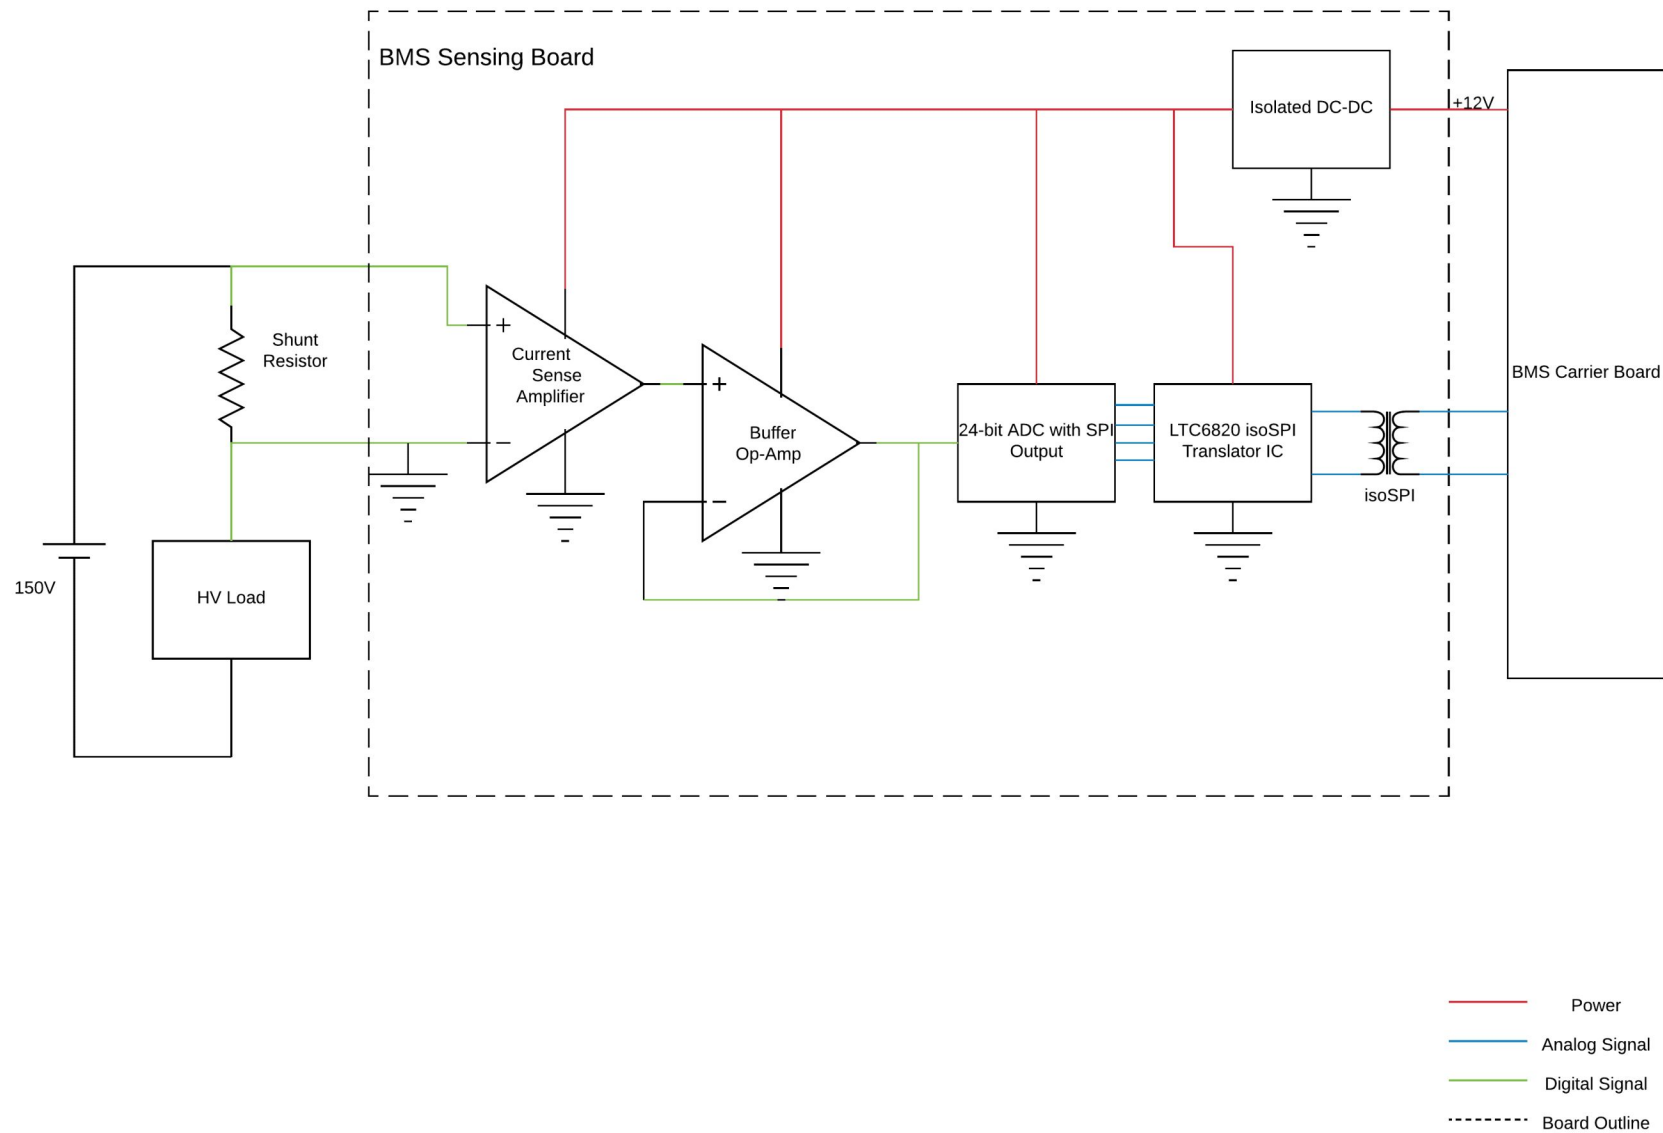 BMS Sensing Board
Isolated DC-DC
+12V
Shunt
Resistor
+
Current
Sense
Amplifier
−
+
Buffer
Op-Amp
−
24-bit ADC with SPI
Output
LTC6820 isoSPI
Translator IC
isoSPI
BMS Carrier Board
150V
HV Load
Power
Analog Signal
Digital Signal
Board Outline